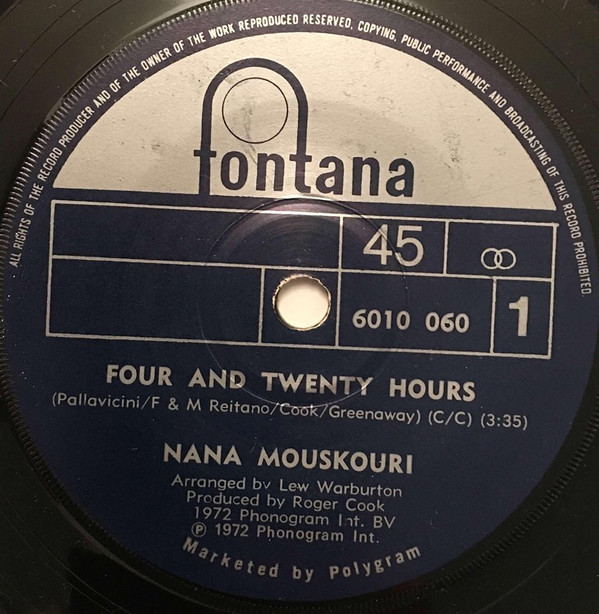 ALL RIGHTS OF THE RECORD PRODUCER AND OF THE OWNER OF THE WORK REPRODUCED RESERVED. COPYING, PUBLIC PERFORMANCE AND BROADCASTING OF THIS RECORD PROHIBITED.
fontana
45
6010 060
1
FOUR AND TWENTY HOURS
(Pallavicini/F & M Reitano/Cook/Greenaway) (C/C) (3:35)
NANA MOUSKOURI
Arranged by Lew Warburton
Produced by Roger Cook
1972 Phonogram Int. BV
℗ 1972 Phonogram Int.
Marketed by Polygram